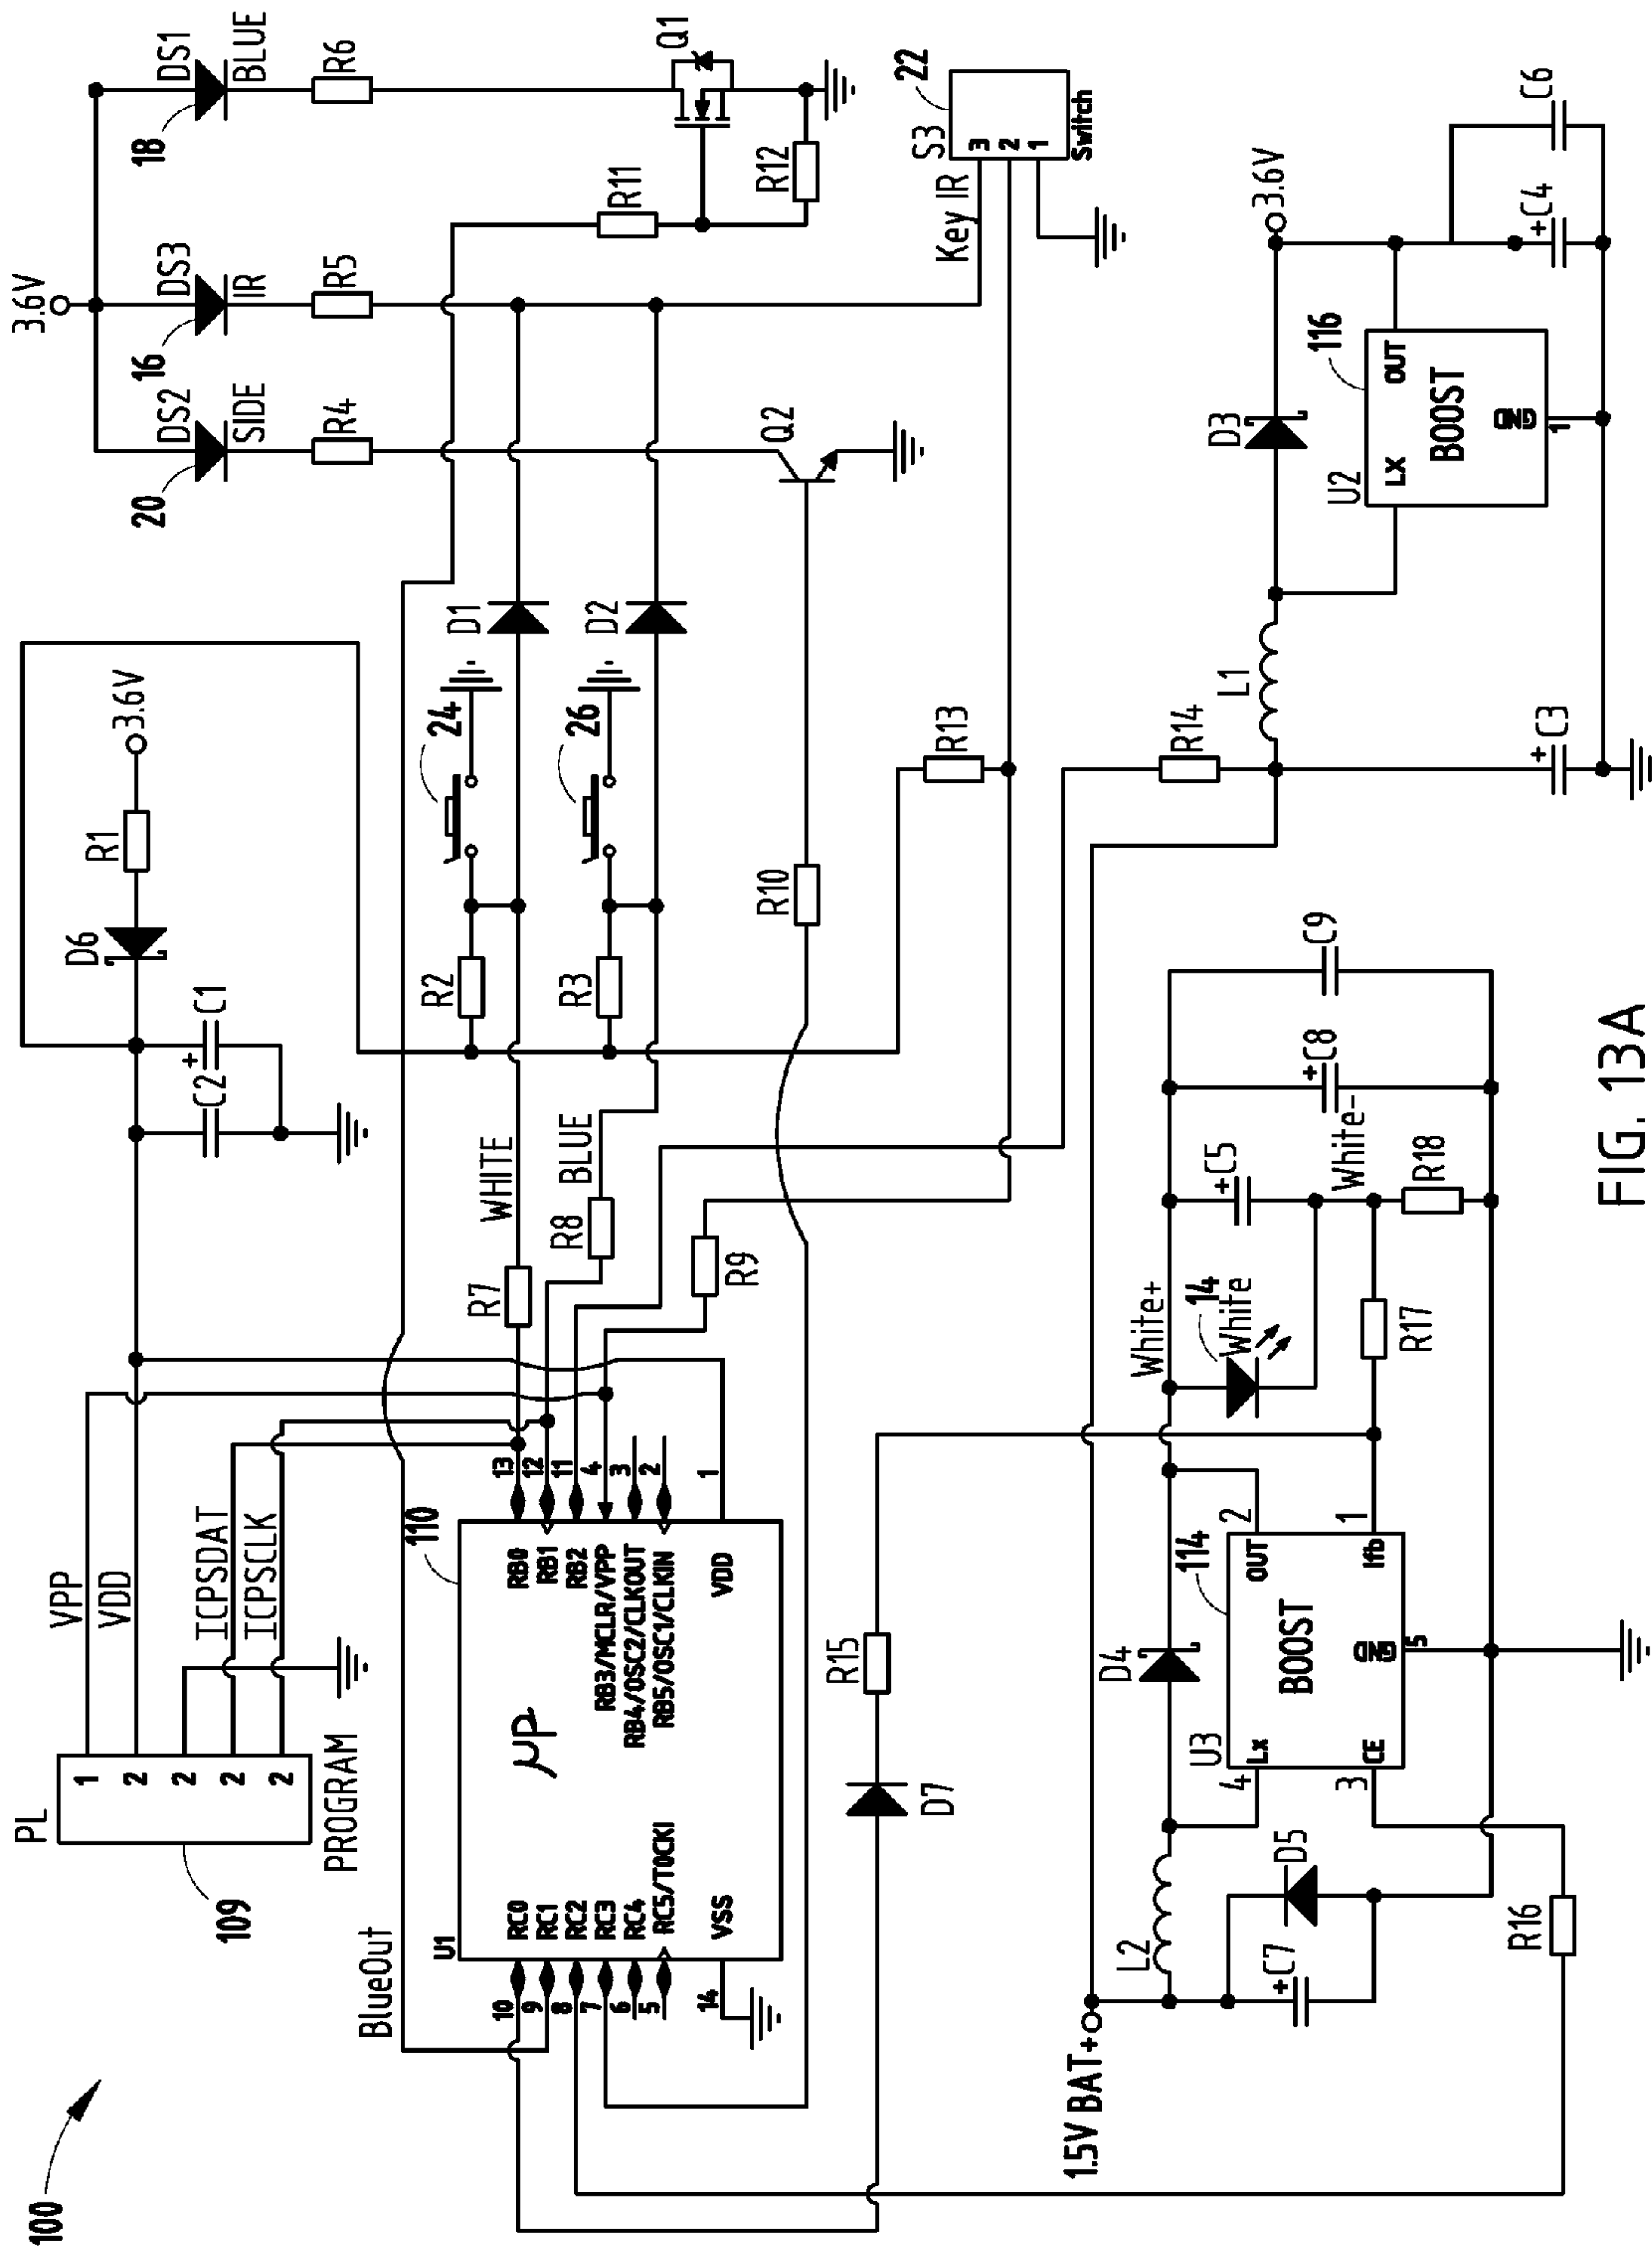 100
PL
109
PROGRAM
1
2
2
2
2
VPP
VDD
ICPSDAT
ICPSCLK
C2
+
C1
D6
R1
3.6V
3.6V
DS2
20
SIDE
R4
DS3
16
IR
R5
DS1
18
BLUE
R6
Q1
R11
R12
Q2
BlueOut
U1
110
μP
RC0
RC1
RC2
RC3
RC4
RC5/T0CKI
VSS
10
9
8
7
6
5
14
RB0
RB1
RB2
RB3/MCLR/VPP
RB4/OSC2/CLKOUT
RB5/OSC1/CLKIN
VDD
13
12
11
4
3
2
1
R7
WHITE
R8
BLUE
R9
R2
24
D1
R3
26
D2
R10
R13
S3
22
Key IR
3
2
1
Switch
D7
R15
1.5V BAT+
L2
+
C7
D5
R16
D4
U3
114
4
Lx
3
CE
BOOST
OUT
2
Ifb
1
GND
5
White+
14
White
R17
+
C5
White-
R18
+
C8
C9
R14
L1
+
C3
D3
U2
LX
116
OUT
BOOST
GND
1
3.6V
+
C4
C6
FIG. 13A